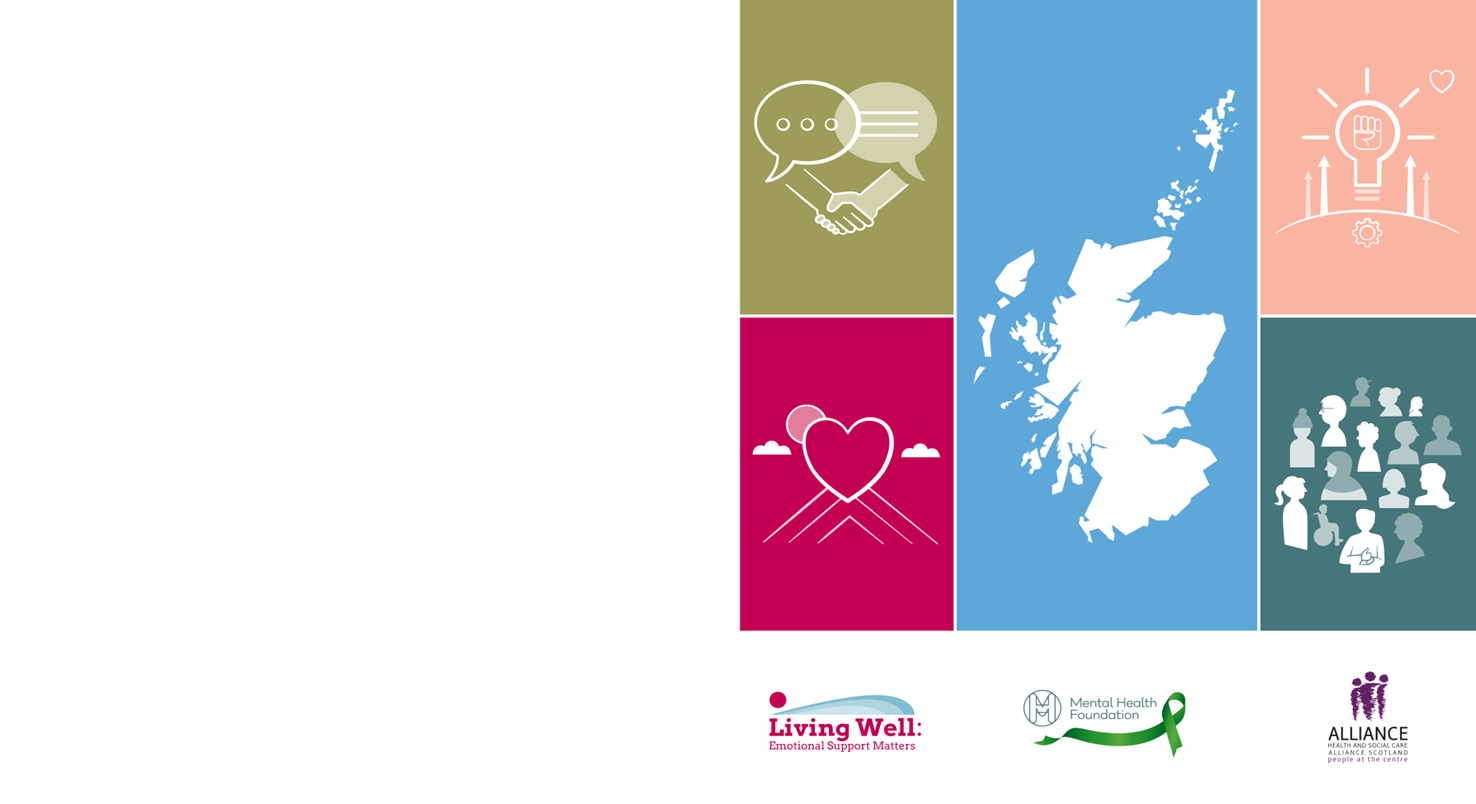 Living Well:
Emotional Support Matters
Mental Health
Foundation
ALLIANCE
HEALTH AND SOCIAL CARE
ALLIANCE SCOTLAND
people at the centre